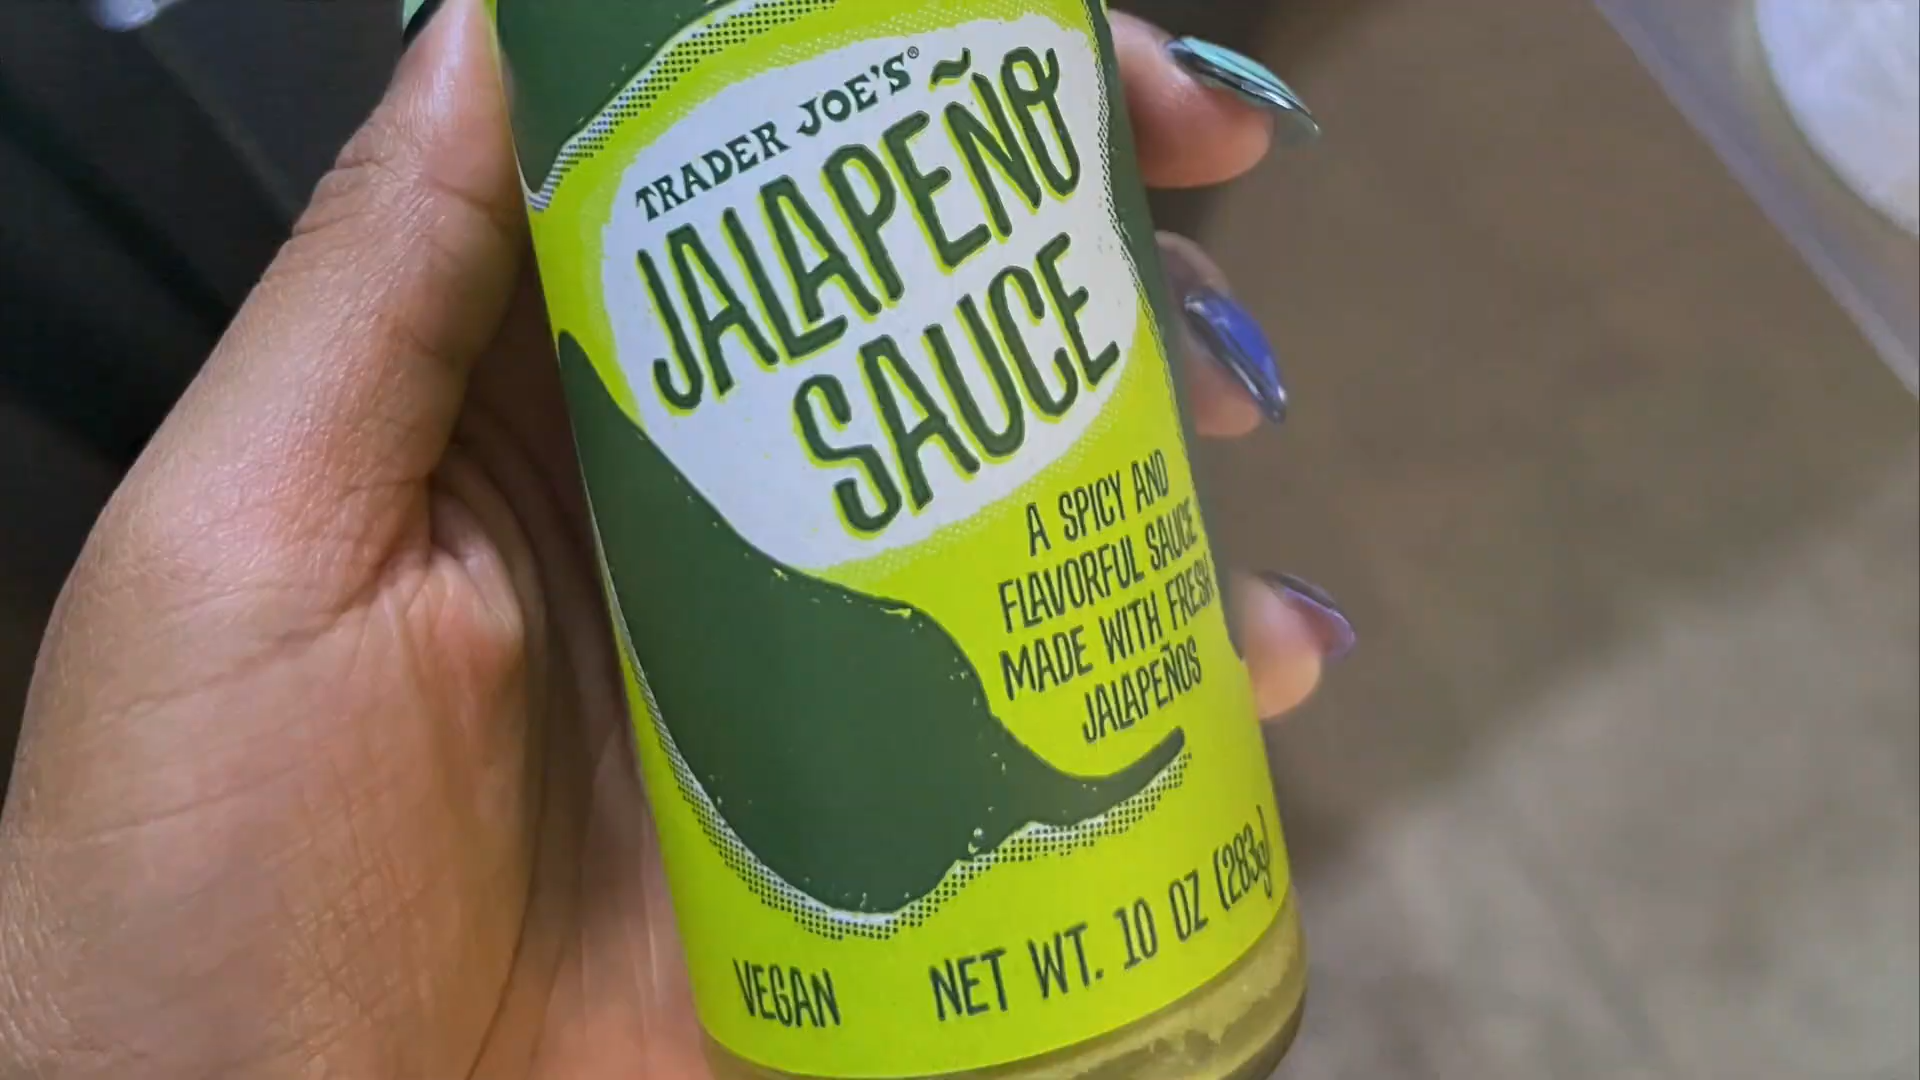 TRADER JOE'S®
JALAPEÑO
SAUCE
A SPICY AND
FLAVORFUL SAUCE
MADE WITH FRESH
JALAPEÑOS
VEGAN
NET WT. 10 OZ (283g)